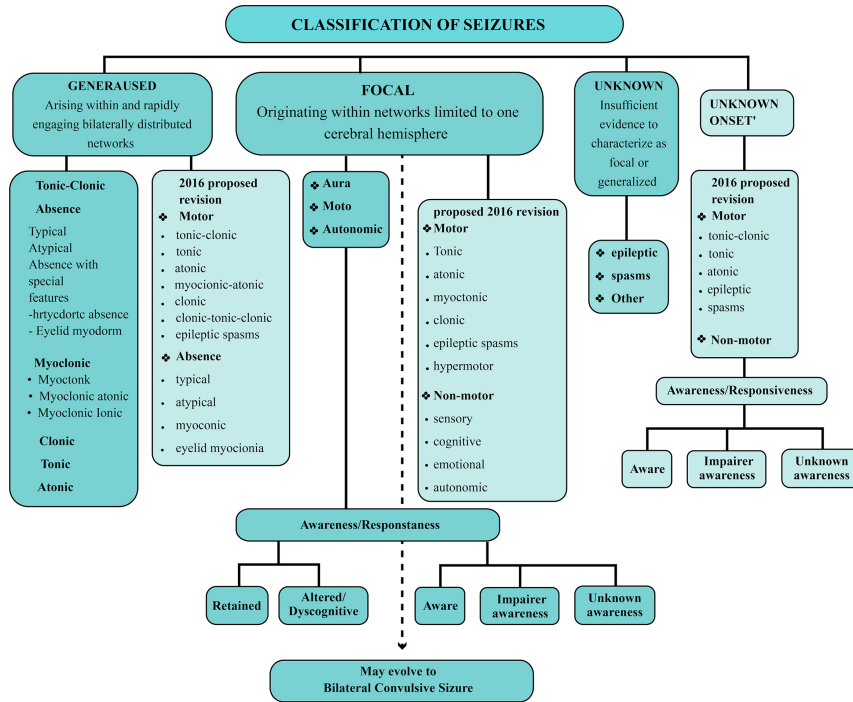 CLASSIFICATION OF SEIZURES
GENERAUSED
Arising within and rapidly
engaging bilaterally distributed
networks
FOCAL
Originating within networks limited to one
cerebral hemisphere
UNKNOWN
Insufficient
evidence to
characterize as
focal or
generalized
UNKNOWN
ONSET'
Tonic-Clonic
Absence
Typical
Atypical
Absence with
special
features
-hrtycdortc absence
- Eyelid myodorm
Myoclonic
• Myoctonk
• Myoclonic atonic
• Myoclonic Ionic
Clonic
Tonic
Atonic
2016 proposed
revision
❖ Motor
• tonic-clonic
• tonic
• atonic
• myocionic-atonic
• clonic
• clonic-tonic-clonic
• epileptic spasms
❖ Absence
• typical
• atypical
• myoconic
• eyelid myocionia
❖ Aura
❖ Moto
❖ Autonomic
proposed 2016 revision
❖ Motor
• Tonic
• atonic
• myoctonic
• clonic
• epileptic spasms
• hypermotor
❖ Non-motor
• sensory
• cognitive
• emotional
• autonomic
❖ epileptic
❖ spasms
❖ Other
2016 proposed
revision
❖ Motor
• tonic-clonic
• tonic
• atonic
• epileptic
• spasms
❖ Non-motor
Awareness/Responsiveness
Aware
Impairer
awareness
Unknown
awareness
Awareness/Responstaness
Retained
Altered/
Dyscognitive
Aware
Impairer
awareness
Unknown
awareness
May evolve to
Bilateral Convulsive Sizure